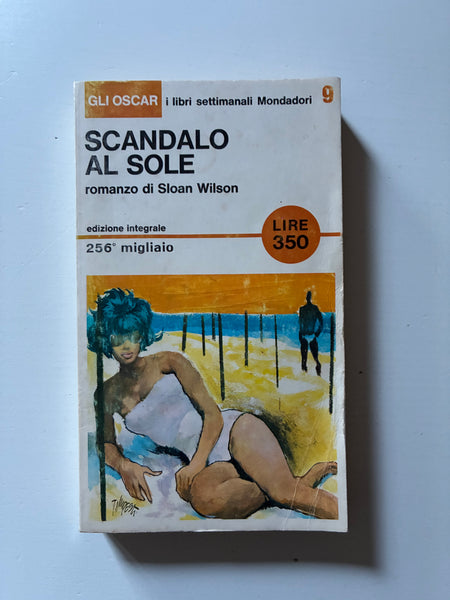 GLI OSCAR i libri settimanali Mondadori 9
SCANDALO
AL SOLE
romanzo di Sloan Wilson
edizione integrale
256° migliaio
LIRE
350